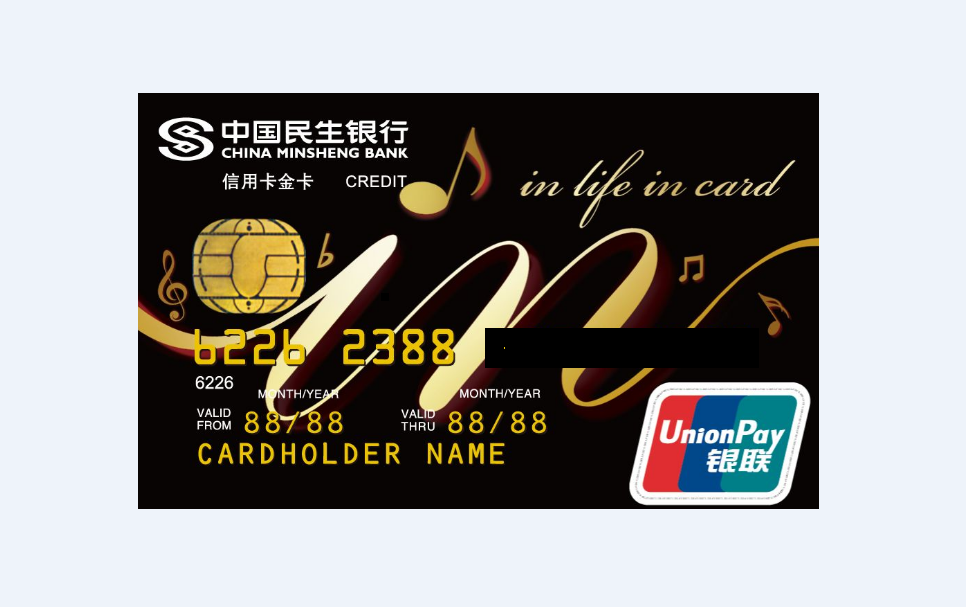 中国民生银行
CHINA MINSHENG BANK
信用卡金卡 CREDIT
in life in card
6226 2388
6226
MONTH/YEAR MONTH/YEAR
VALID FROM 88/88 VALID THRU 88/88
CARDHOLDER NAME
UnionPay
银联